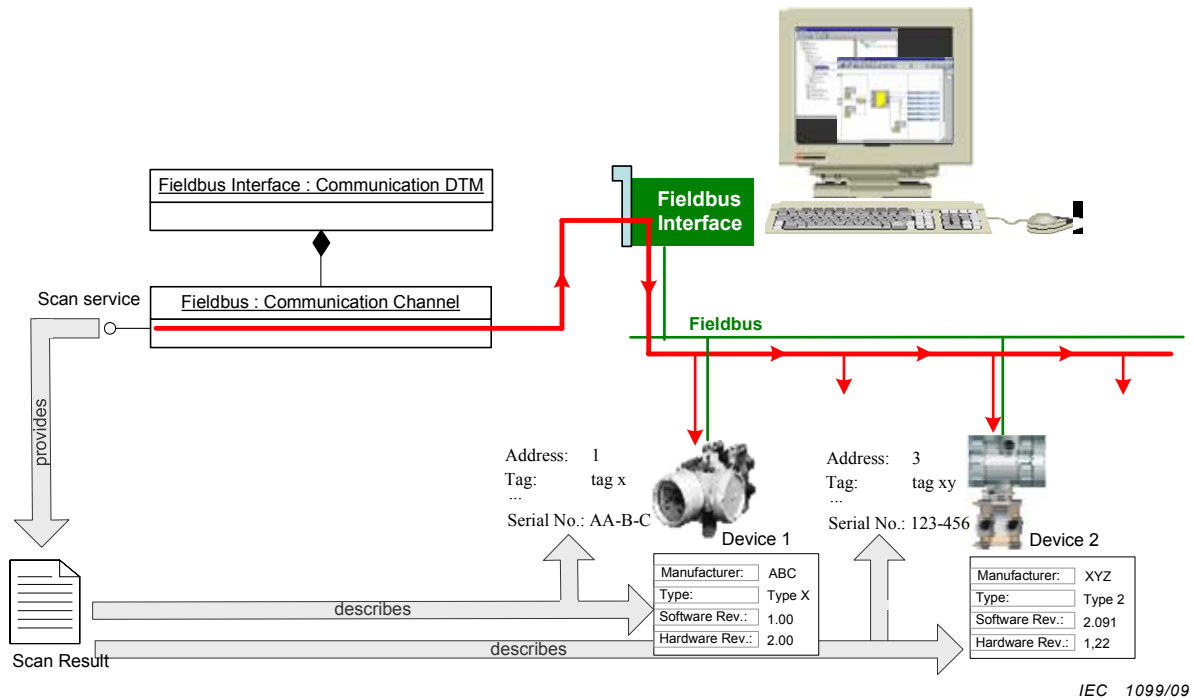 Fieldbus Interface : Communication DTM
Fieldbus
Interface
Scan service
Fieldbus : Communication Channel
Fieldbus
provides
Address: 1
Tag: tag x
...
Serial No.: AA-B-C
Device 1
Address: 3
Tag: tag xy
...
Serial No.: 123-456
Device 2
Manufacturer: ABC
Type: Type X
Software Rev.: 1.00
Hardware Rev.: 2.00
Manufacturer: XYZ
Type: Type 2
Software Rev.: 2.091
Hardware Rev.: 1,22
describes
describes
Scan Result
IEC 1099/09